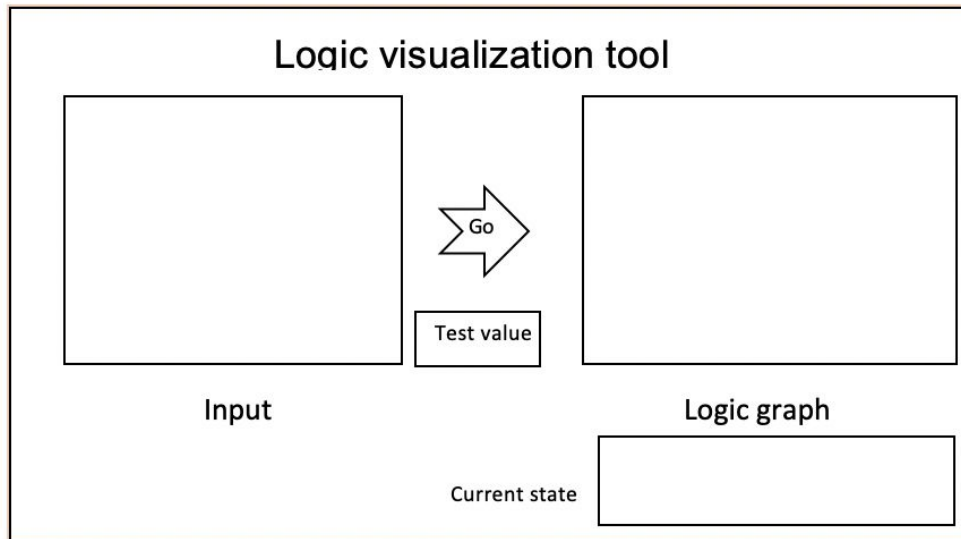 Logic visualization tool
Go
Test value
Input
Logic graph
Current state